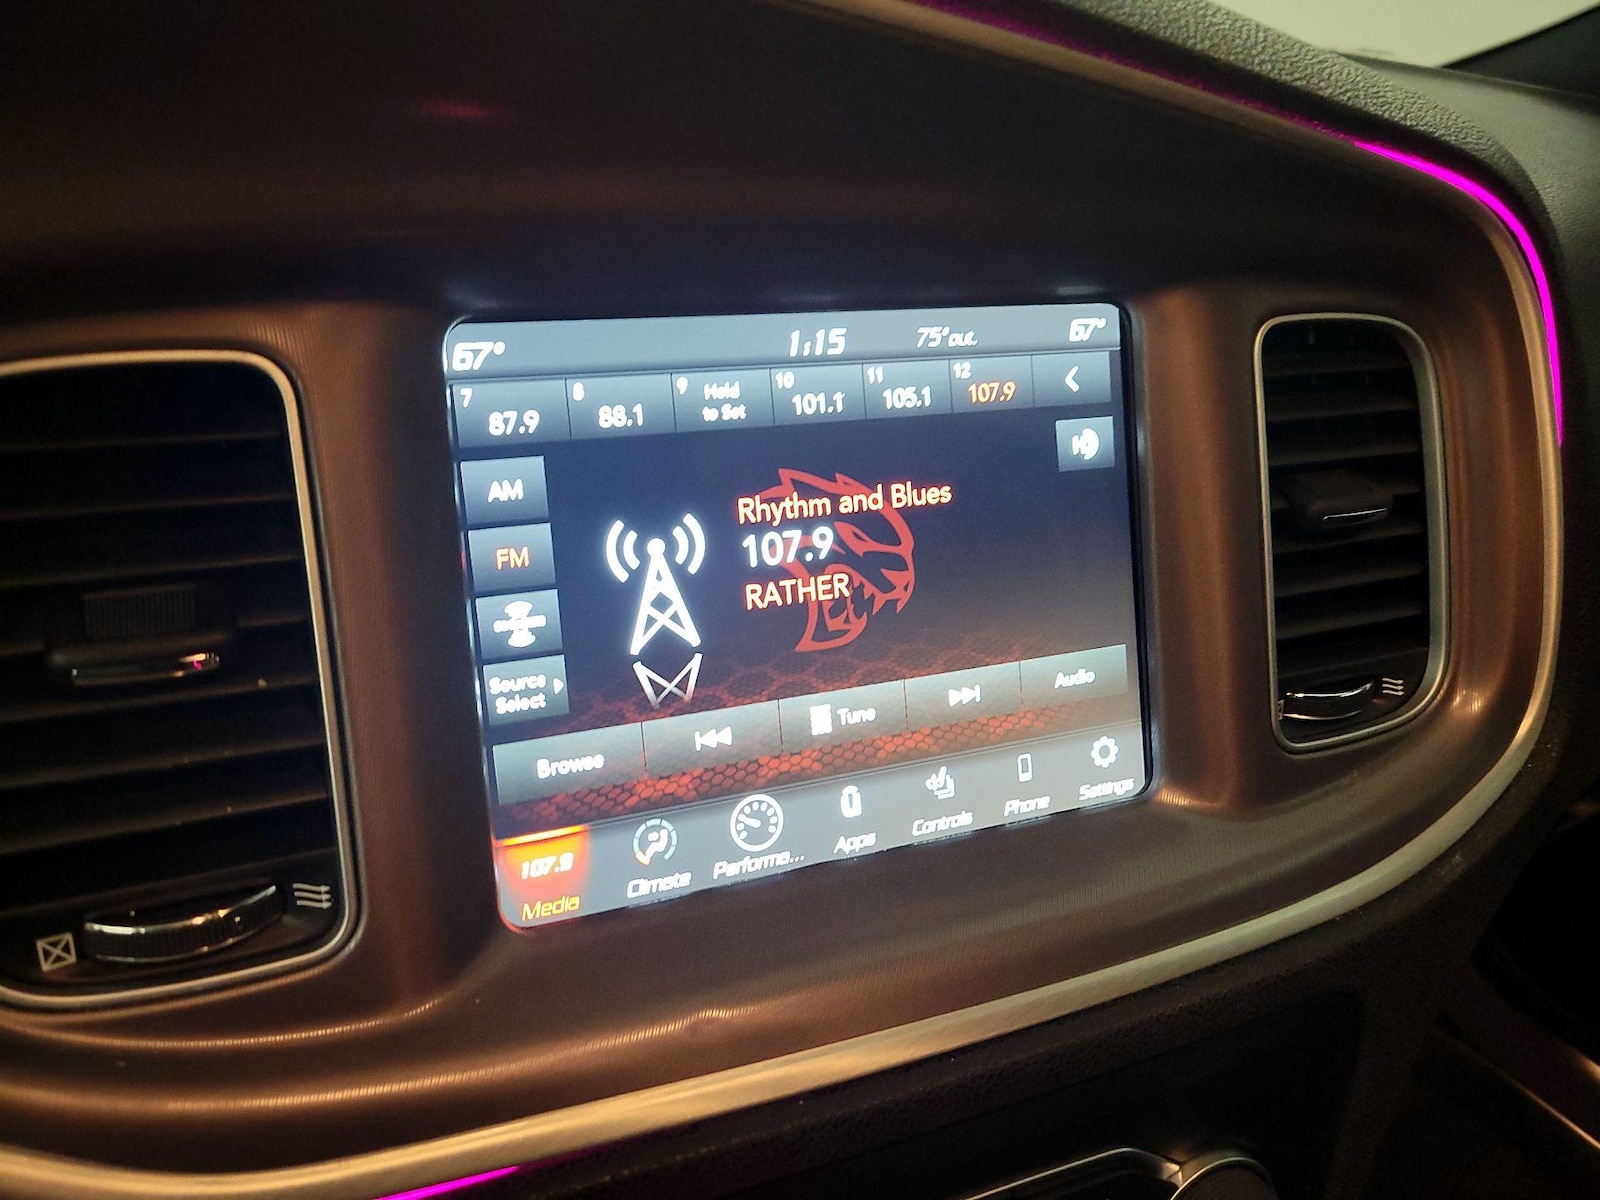 67° 1:15 75°out. 67°
7 87.9 8 88.1 9 Hold to Set 10 101.1 11 105.1 12 107.9
AM
FM
Source
Select
Rhythm and Blues
107.9
RATHER
Browse Tune Audio
107.9
Media Climate Performa... Apps Controls Phone Settings